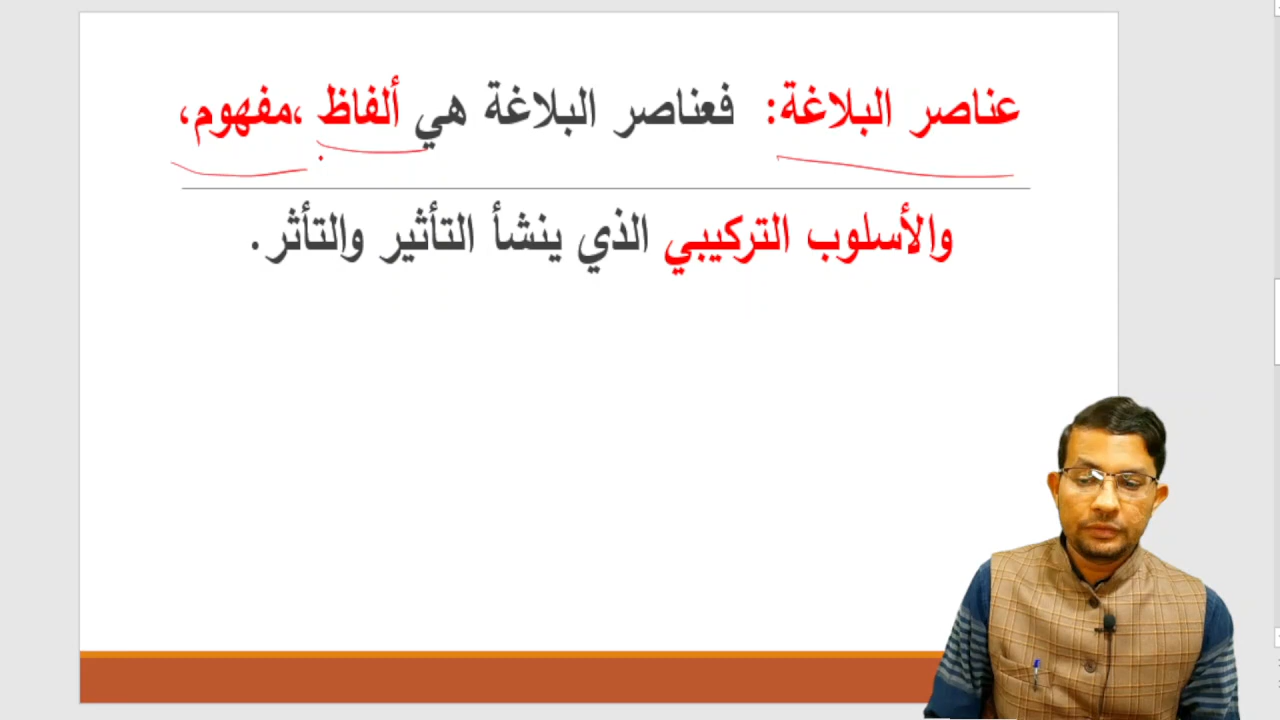 عناصر البلاغة: فعناصر البلاغة هي ألفاظ ،مفهوم،
والأسلوب التركيبي الذي ينشأ التأثير والتأثر.